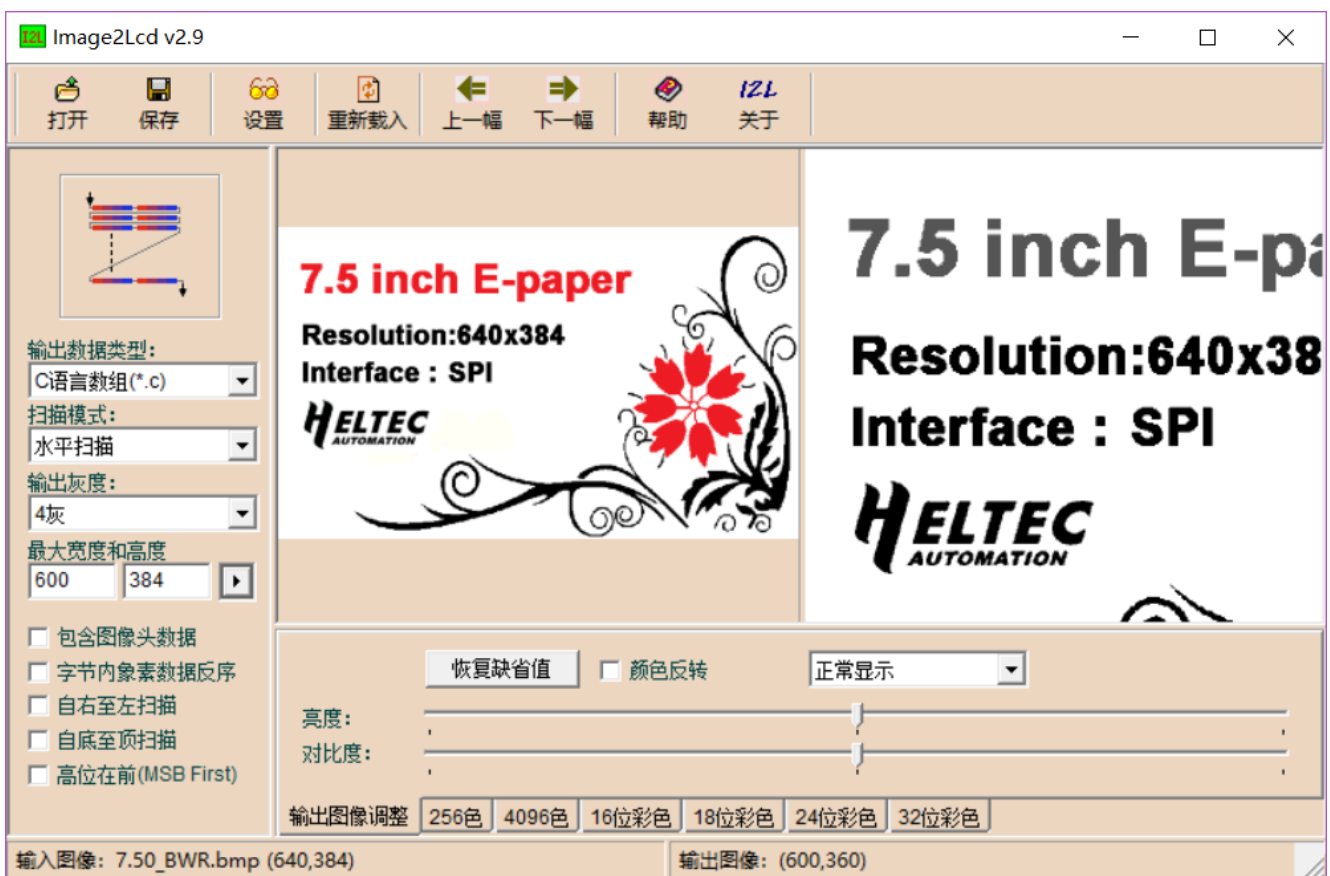 I2L Image2Lcd v2.9
打开 保存 设置 重新载入 上一幅 下一幅 帮助 关于
I2L
输出数据类型:
C语言数组(*.c)
扫描模式:
水平扫描
输出灰度:
4灰
最大宽度和高度
600 384
包含图像头数据
字节内象素数据反序
自右至左扫描
自底至顶扫描
高位在前(MSB First)
7.5 inch E-paper
Resolution:640x384
Interface : SPI
HELTEC
AUTOMATION
7.5 inch E-pa
Resolution:640x38
Interface : SPI
HELTEC
AUTOMATION
恢复缺省值 颜色反转 正常显示
亮度:
对比度:
输出图像调整 256色 4096色 16位彩色 18位彩色 24位彩色 32位彩色
输入图像: 7.50_BWR.bmp (640,384)
输出图像: (600,360)